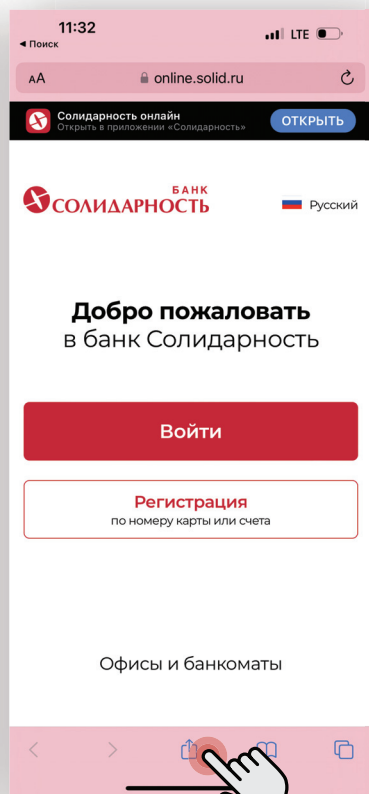 11:32
LTE
◄ Поиск
AA
online.solid.ru
Солидарность онлайн
Открыть в приложении «Солидарность»
ОТКРЫТЬ
БАНК
СОЛИДАРНОСТЬ
Русский
Добро пожаловать
в банк Солидарность
Войти
Регистрация
по номеру карты или счета
Офисы и банкоматы